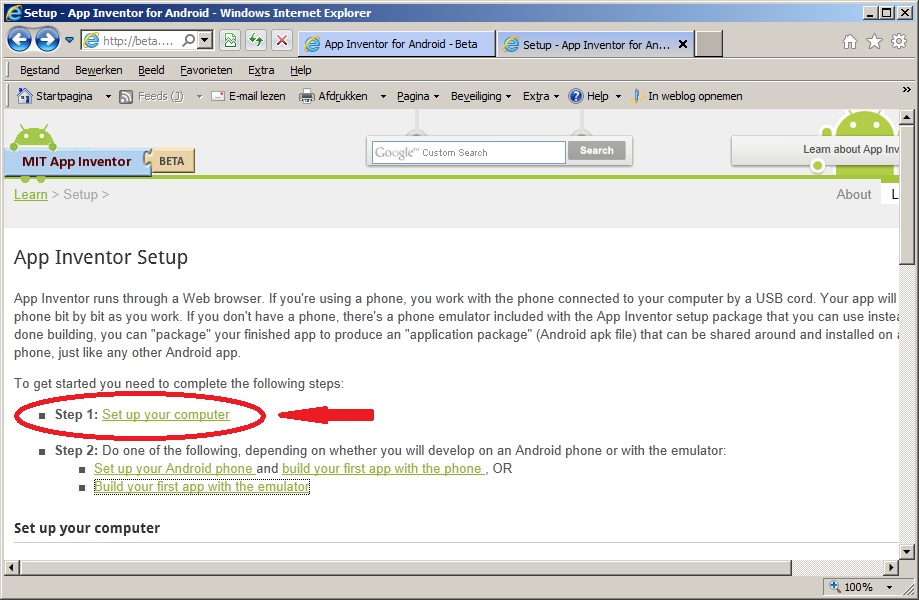 Setup - App Inventor for Android - Windows Internet Explorer
http://beta....
App Inventor for Android - Beta
Setup - App Inventor for An...
Bestand Bewerken Beeld Favorieten Extra Help
Startpagina Feeds (J) E-mail lezen Afdrukken Pagina Beveiliging Extra Help In weblog opnemen
MIT App Inventor BETA
Google™ Custom Search Search
Learn about App Inv
Learn > Setup >
About L
App Inventor Setup
App Inventor runs through a Web browser. If you're using a phone, you work with the phone connected to your computer by a USB cord. Your app will
phone bit by bit as you work. If you don't have a phone, there's a phone emulator included with the App Inventor setup package that you can use instea
done building, you can "package" your finished app to produce an "application package" (Android apk file) that can be shared around and installed on a
phone, just like any other Android app.
To get started you need to complete the following steps:
Step 1: Set up your computer
Step 2: Do one of the following, depending on whether you will develop on an Android phone or with the emulator:
Set up your Android phone and build your first app with the phone , OR
Build your first app with the emulator
Set up your computer
100%